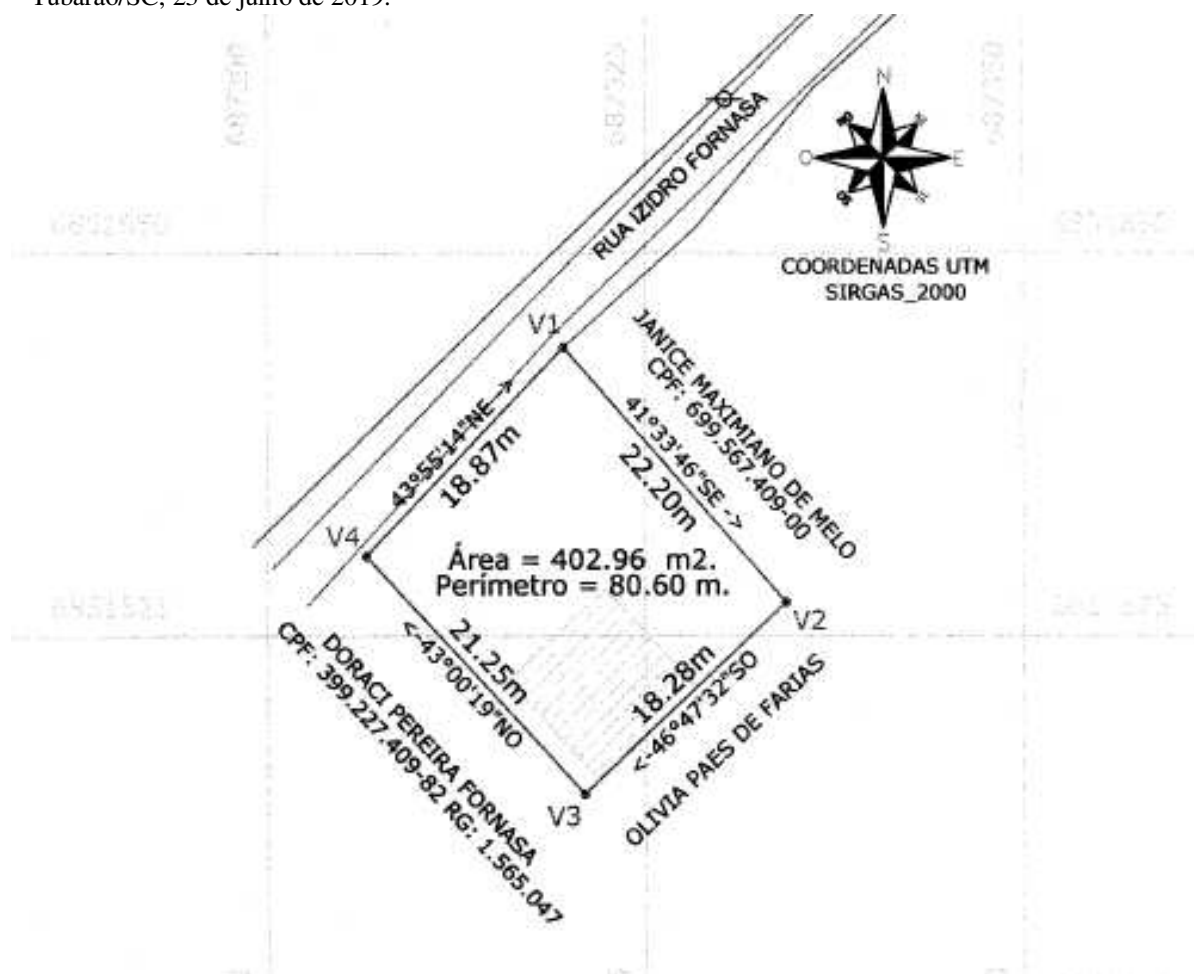 Tubarão/SC, 25 de julho de 2019.
RUA IZIDRO FORNASA
N
O
E
S
COORDENADAS UTM
SIRGAS_2000
V1
JANICE MAXIMIANO DE MELO
CPF: 699.567.409-00
41°33'46"SE ->
22.20m
43°55'14"NE ->
18.87m
V4
Área = 402.96 m2.
Perímetro = 80.60 m.
V2
21.25m
<-43°00'19"NO
18.28m
<-46°47'32"SO
DORACI PEREIRA FORNASA
CPF: 399.227.409-82 RG: 1.565.047
OLIVIA PAES DE FARIAS
V3